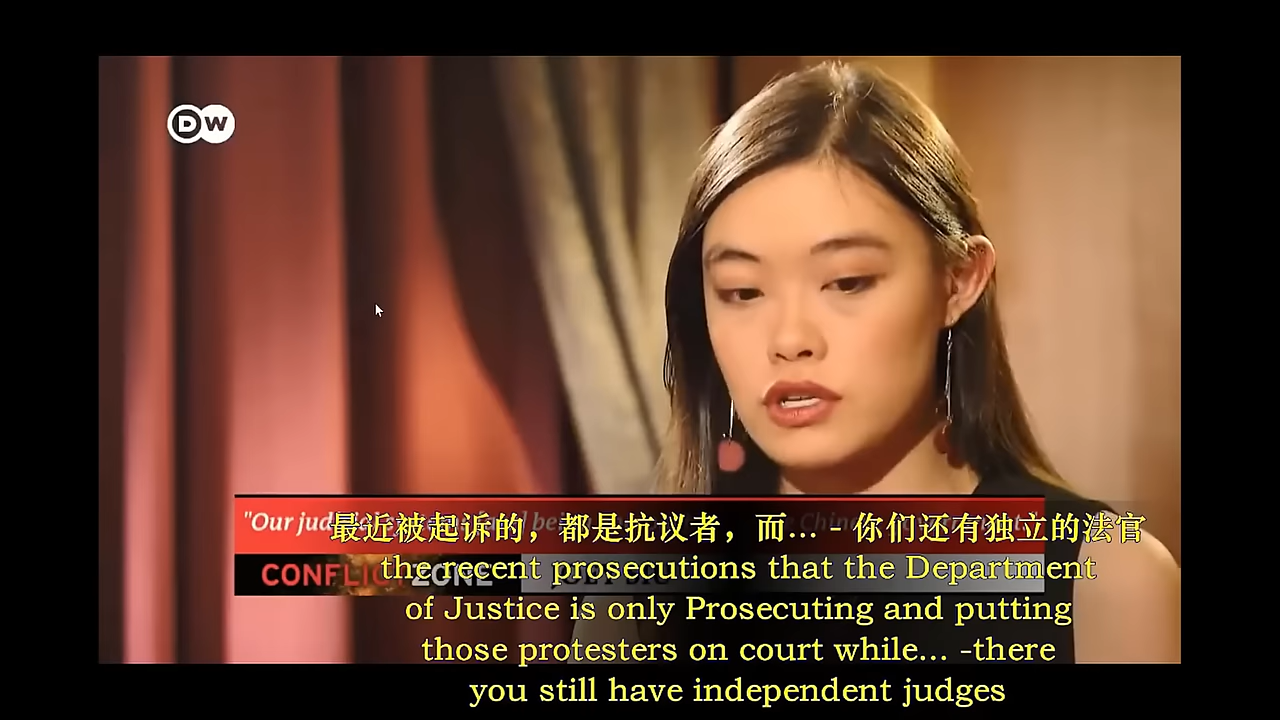 DW
"Our jud
最近被起诉的，都是抗议者，而... - 你们还有独立的法官
CONFLICT ZONE
the recent prosecutions that the Department
of Justice is only Prosecuting and putting
those protesters on court while... -there
you still have independent judges